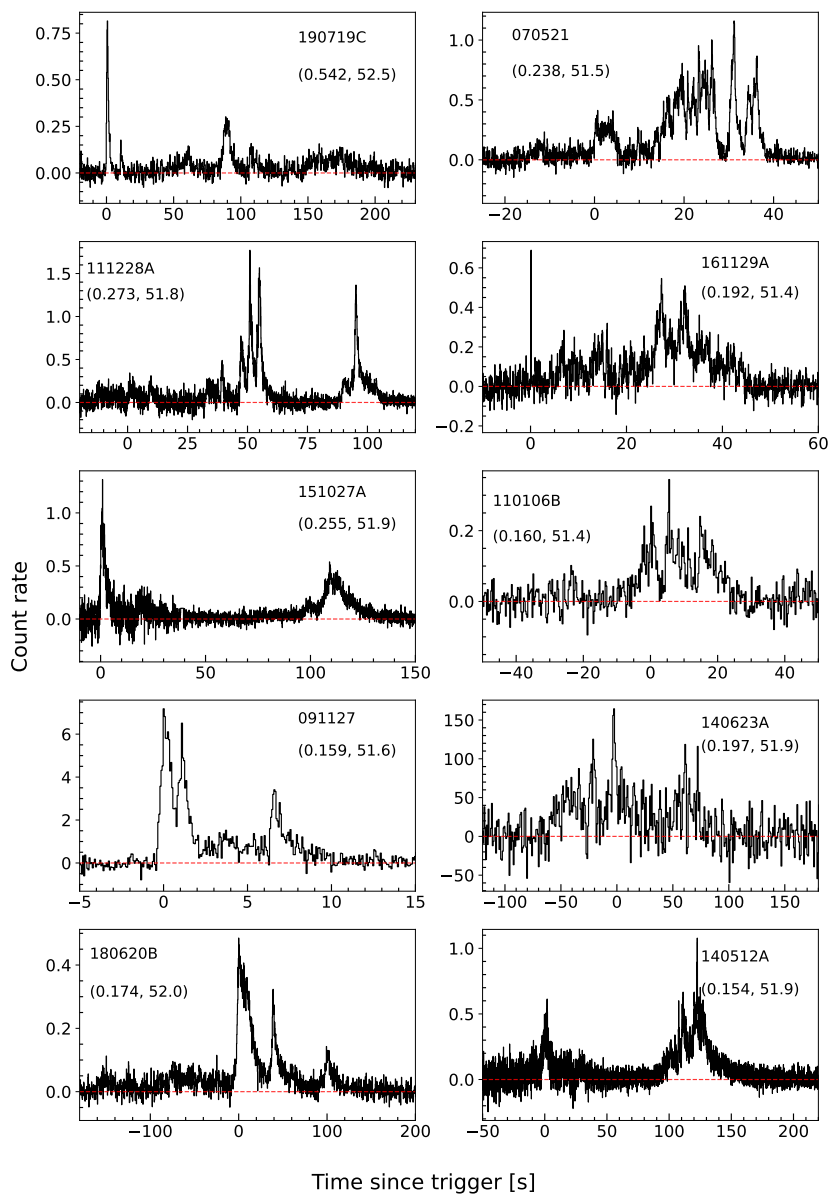 190719C
(0.542, 52.5)
0.75
0.50
0.25
0.00
0 50 100 150 200
070521
(0.238, 51.5)
1.0
0.5
0.0
−20 0 20 40
111228A
(0.273, 51.8)
1.5
1.0
0.5
0.0
0 25 50 75 100
161129A
(0.192, 51.4)
0.6
0.4
0.2
0.0
−0.2
0 20 40 60
151027A
(0.255, 51.9)
1.0
0.5
0.0
0 50 100 150
110106B
(0.160, 51.4)
0.2
0.0
−40 −20 0 20 40
091127
(0.159, 51.6)
6
4
2
0
−5 0 5 10 15
140623A
(0.197, 51.9)
150
100
50
0
−50
−100 −50 0 50 100 150
180620B
(0.174, 52.0)
0.4
0.2
0.0
−100 0 100 200
140512A
(0.154, 51.9)
1.0
0.5
0.0
−50 0 50 100 150 200
Count rate
Time since trigger [s]